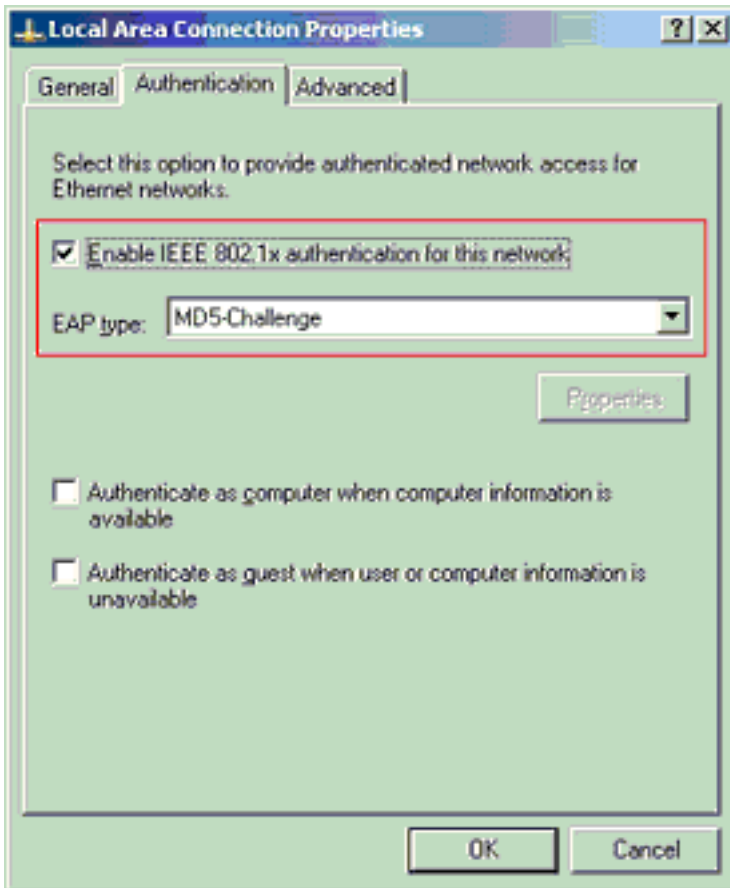 Local Area Connection Properties
General Authentication Advanced
Select this option to provide authenticated network access for
Ethernet networks.
Enable IEEE 802.1x authentication for this network
EAP type: MD5-Challenge
Properties
Authenticate as computer when computer information is
available
Authenticate as guest when user or computer information is
unavailable
OK Cancel